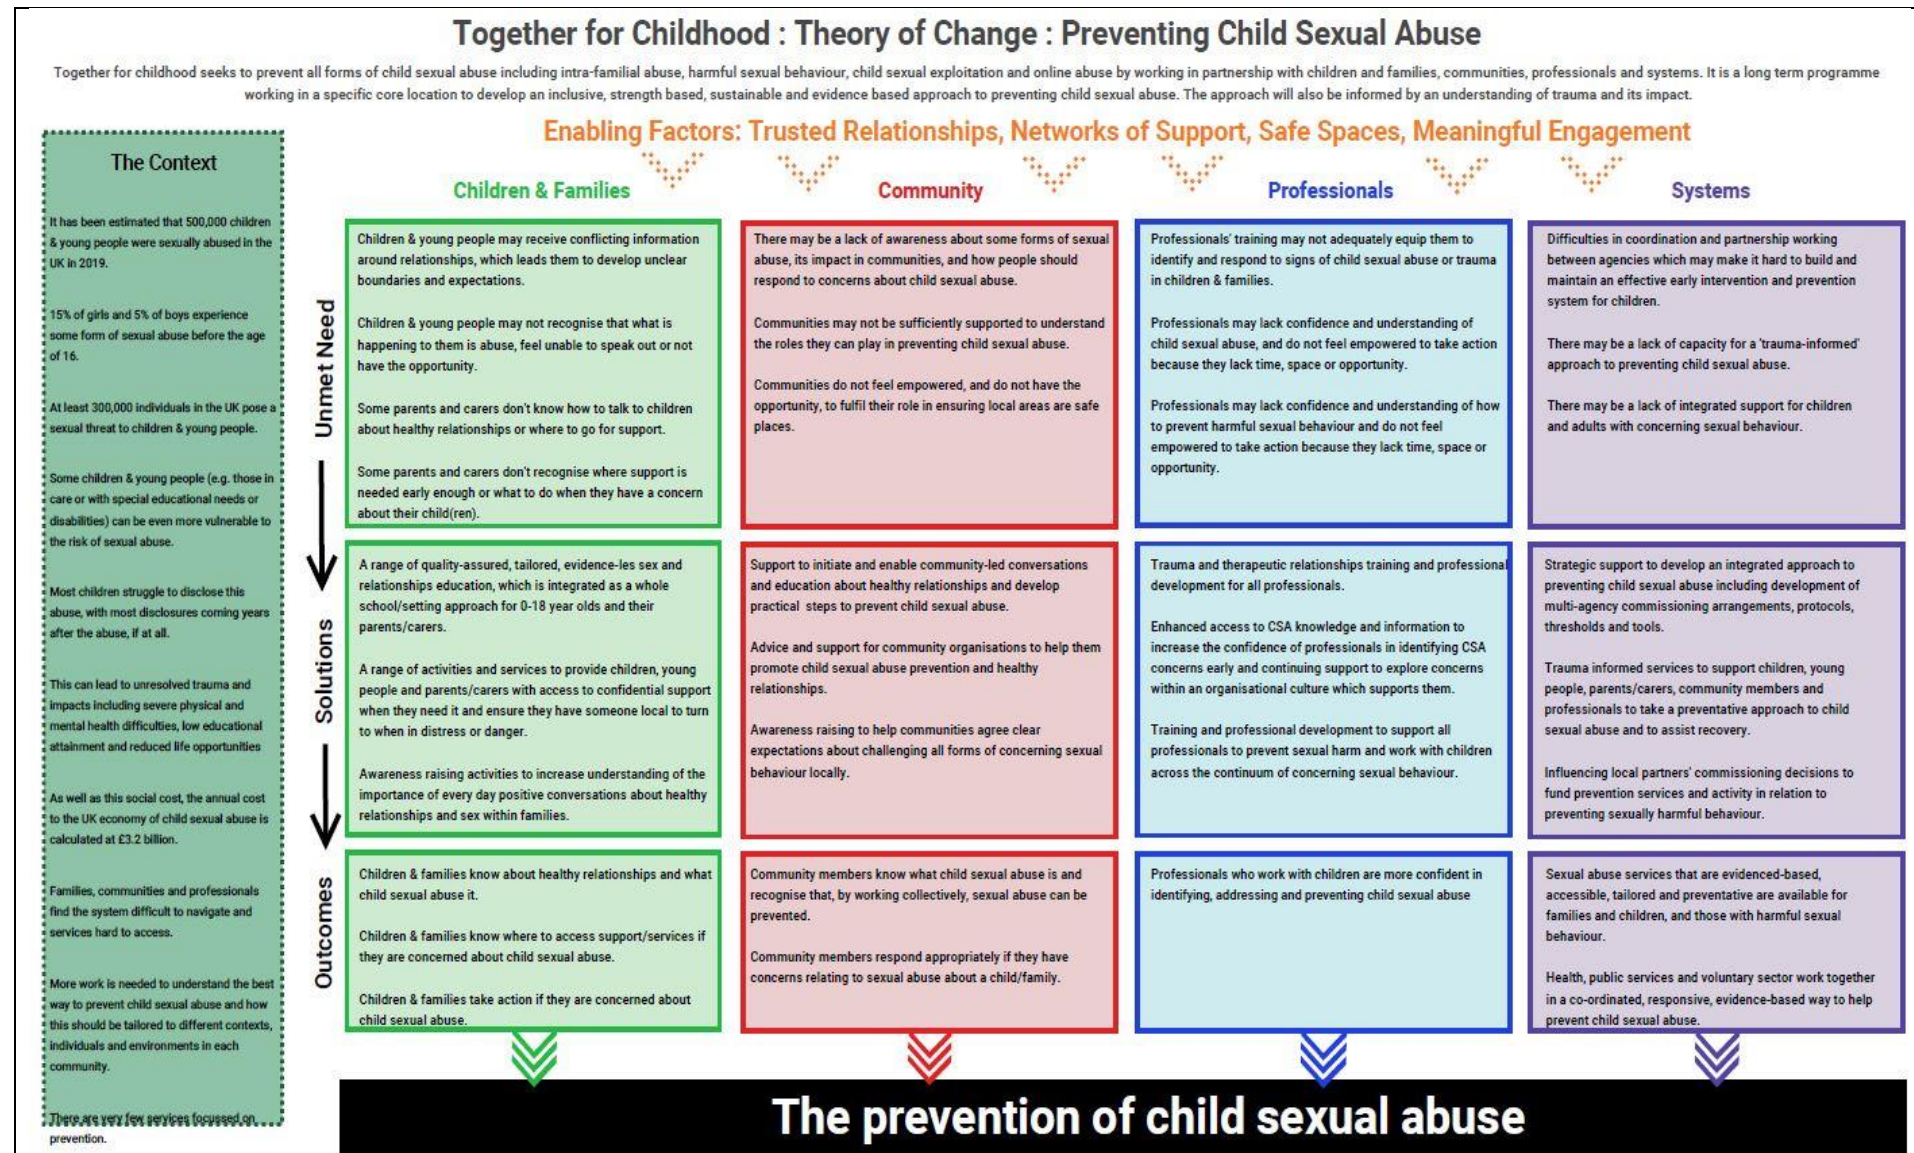 Together for Childhood : Theory of Change : Preventing Child Sexual Abuse
Together for childhood seeks to prevent all forms of child sexual abuse including intra-familial abuse, harmful sexual behaviour, child sexual exploitation and online abuse by working in partnership with children and families, communities, professionals and systems. It is a long term programme
working in a specific core location to develop an inclusive, strength based, sustainable and evidence based approach to preventing child sexual abuse. The approach will also be informed by an understanding of trauma and its impact.
The Context
It has been estimated that 500,000 children
& young people were sexually abused in the
UK in 2019.
15% of girls and 5% of boys experience
some form of sexual abuse before the age
of 16.
At least 300,000 individuals in the UK pose a
sexual threat to children & young people.
Some children & young people (e.g. those in
care or with special educational needs or
disabilities) can be even more vulnerable to
the risk of sexual abuse.
Most children struggle to disclose this
abuse, with most disclosures coming years
after the abuse, if at all.
This can lead to unresolved trauma and
impacts including severe physical and
mental health difficulties, low educational
attainment and reduced life opportunities
As well as this social cost, the annual cost
to the UK economy of child sexual abuse is
calculated at £3.2 billion.
Families, communities and professionals
find the system difficult to navigate and
services hard to access.
More work is needed to understand the best
way to prevent child sexual abuse and how
this should be tailored to different contexts,
individuals and environments in each
community.
There are very few services focussed on
prevention.
Enabling Factors: Trusted Relationships, Networks of Support, Safe Spaces, Meaningful Engagement
Children & Families
Community
Professionals
Systems
Unmet Need
Children & young people may receive conflicting information
around relationships, which leads them to develop unclear
boundaries and expectations.
Children & young people may not recognise that what is
happening to them is abuse, feel unable to speak out or not
have the opportunity.
Some parents and carers don't know how to talk to children
about healthy relationships or where to go for support.
Some parents and carers don't recognise where support is
needed early enough or what to do when they have a concern
about their child(ren).
There may be a lack of awareness about some forms of sexual
abuse, its impact in communities, and how people should
respond to concerns about child sexual abuse.
Communities may not be sufficiently supported to understand
the roles they can play in preventing child sexual abuse.
Communities do not feel empowered, and do not have the
opportunity, to fulfil their role in ensuring local areas are safe
places.
Professionals' training may not adequately equip them to
identify and respond to signs of child sexual abuse or trauma
in children & families.
Professionals may lack confidence and understanding of
child sexual abuse, and do not feel empowered to take action
because they lack time, space or opportunity.
Professionals may lack confidence and understanding of how
to prevent harmful sexual behaviour and do not feel
empowered to take action because they lack time, space or
opportunity.
Difficulties in coordination and partnership working
between agencies which may make it hard to build and
maintain an effective early intervention and prevention
system for children.
There may be a lack of capacity for a 'trauma-informed'
approach to preventing child sexual abuse.
There may be a lack of integrated support for children
and adults with concerning sexual behaviour.
Solutions
A range of quality-assured, tailored, evidence-les sex and
relationships education, which is integrated as a whole
school/setting approach for 0-18 year olds and their
parents/carers.
A range of activities and services to provide children, young
people and parents/carers with access to confidential support
when they need it and ensure they have someone local to turn
to when in distress or danger.
Awareness raising activities to increase understanding of the
importance of every day positive conversations about healthy
relationships and sex within families.
Support to initiate and enable community-led conversations
and education about healthy relationships and develop
practical steps to prevent child sexual abuse.
Advice and support for community organisations to help them
promote child sexual abuse prevention and healthy
relationships.
Awareness raising to help communities agree clear
expectations about challenging all forms of concerning sexual
behaviour locally.
Trauma and therapeutic relationships training and professional
development for all professionals.
Enhanced access to CSA knowledge and information to
increase the confidence of professionals in identifying CSA
concerns early and continuing support to explore concerns
within an organisational culture which supports them.
Training and professional development to support all
professionals to prevent sexual harm and work with children
across the continuum of concerning sexual behaviour.
Strategic support to develop an integrated approach to
preventing child sexual abuse including development of
multi-agency commissioning arrangements, protocols,
thresholds and tools.
Trauma informed services to support children, young
people, parents/carers, community members and
professionals to take a preventative approach to child
sexual abuse and to assist recovery.
Influencing local partners' commissioning decisions to
fund prevention services and activity in relation to
preventing sexually harmful behaviour.
Outcomes
Children & families know about healthy relationships and what
child sexual abuse it.
Children & families know where to access support/services if
they are concerned about child sexual abuse.
Children & families take action if they are concerned about
child sexual abuse.
Community members know what child sexual abuse is and
recognise that, by working collectively, sexual abuse can be
prevented.
Community members respond appropriately if they have
concerns relating to sexual abuse about a child/family.
Professionals who work with children are more confident in
identifying, addressing and preventing child sexual abuse
Sexual abuse services that are evidenced-based,
accessible, tailored and preventative are available for
families and children, and those with harmful sexual
behaviour.
Health, public services and voluntary sector work together
in a co-ordinated, responsive, evidence-based way to help
prevent child sexual abuse.
The prevention of child sexual abuse